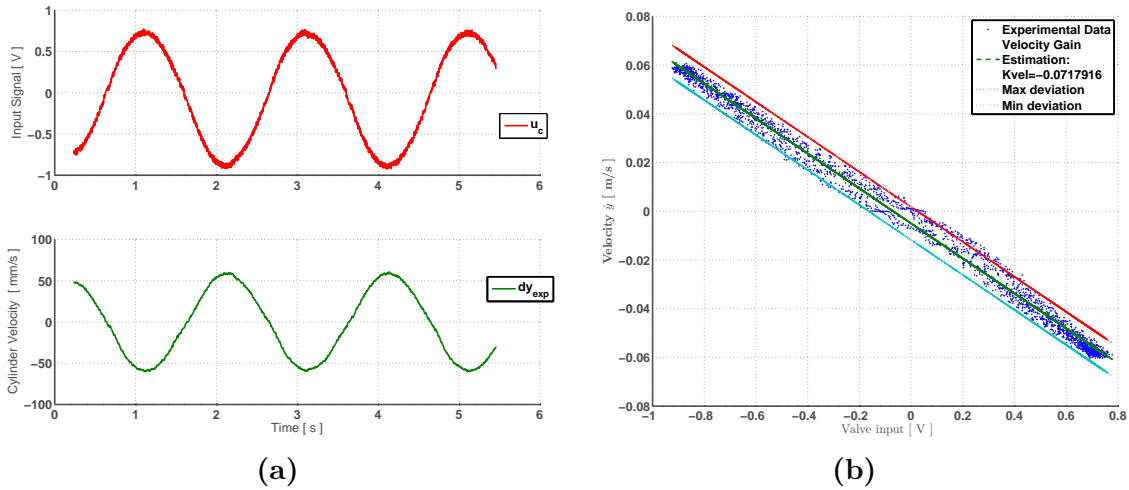 1
0.5
0
−0.5
−1
0 1 2 3 4 5 6
Input Signal [ V ]
u_c
100
50
0
−50
−100
0 1 2 3 4 5 6
Cylinder Velocity [ mm/s ]
dy_exp
Time [ s ]
(a)
0.08
0.06
0.04
0.02
0
−0.02
−0.04
−0.06
−0.08
−1 −0.8 −0.6 −0.4 −0.2 0 0.2 0.4 0.6 0.8
Velocity ẏ [ m/s ]
Valve input [ V ]
Experimental Data
Velocity Gain
Estimation:
Kvel=−0.0717916
Max deviation
Min deviation
(b)